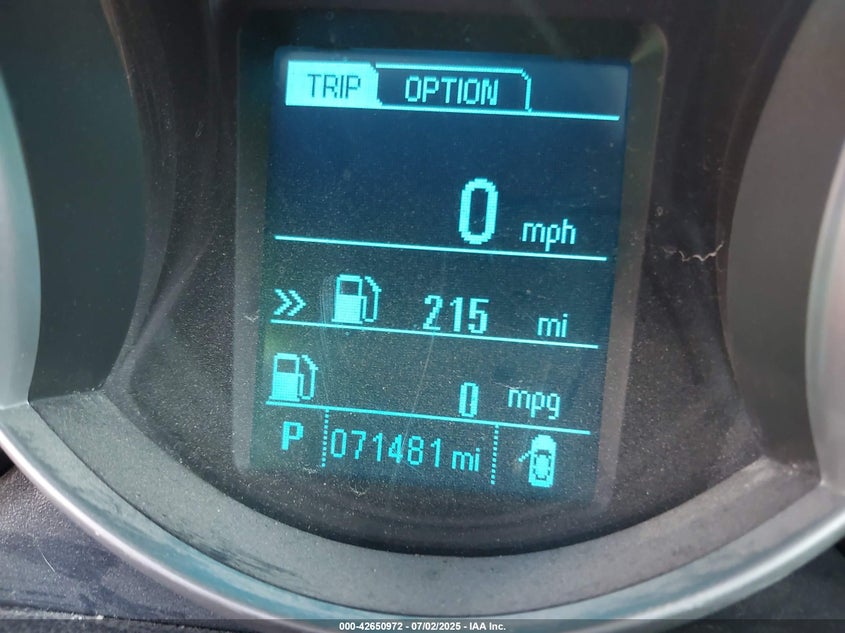 TRIP OPTION
0 mph
215 mi
0 mpg
P 071481 mi
000-42650972 - 07/02/2025 - IAA Inc.